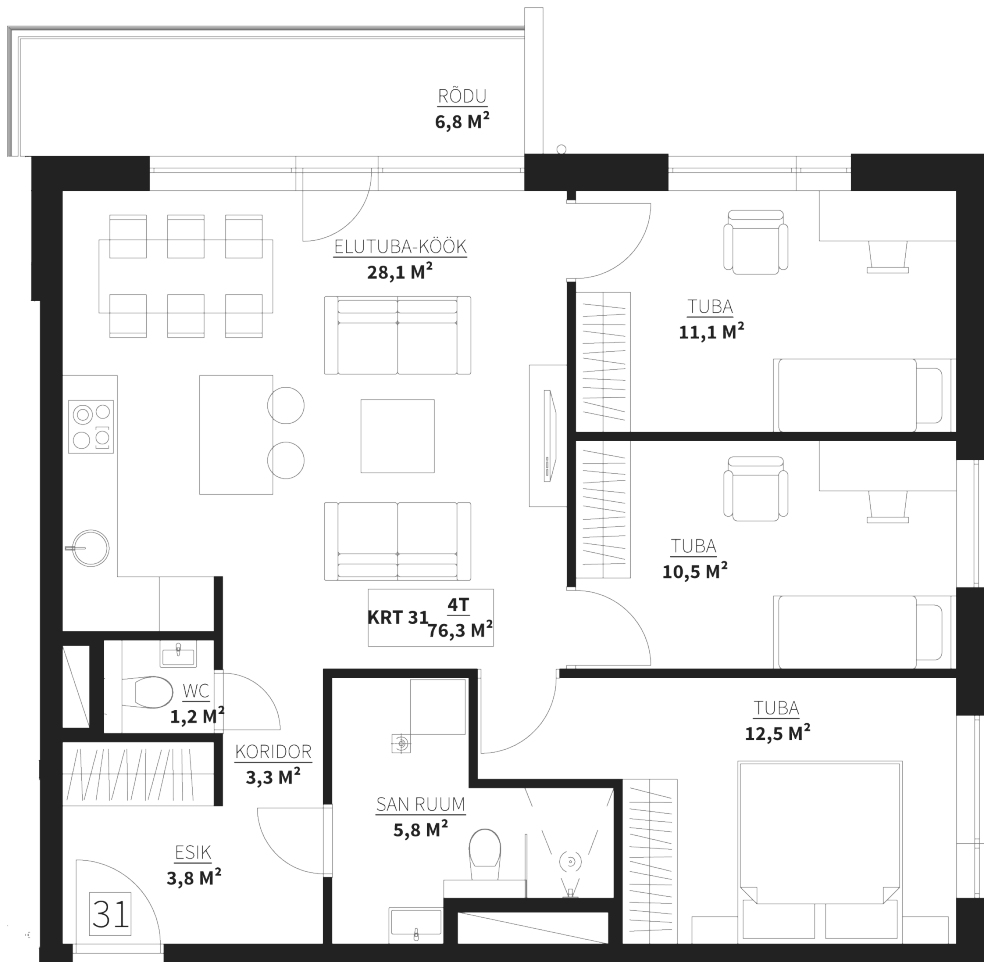 RÕDU
6,8 M²
ELUTUBA-KÖÖK
28,1 M²
TUBA
11,1 M²
TUBA
10,5 M²
KRT 31
4T
76,3 M²
WC
1,2 M²
TUBA
12,5 M²
KORIDOR
3,3 M²
SAN RUUM
5,8 M²
ESIK
3,8 M²
31